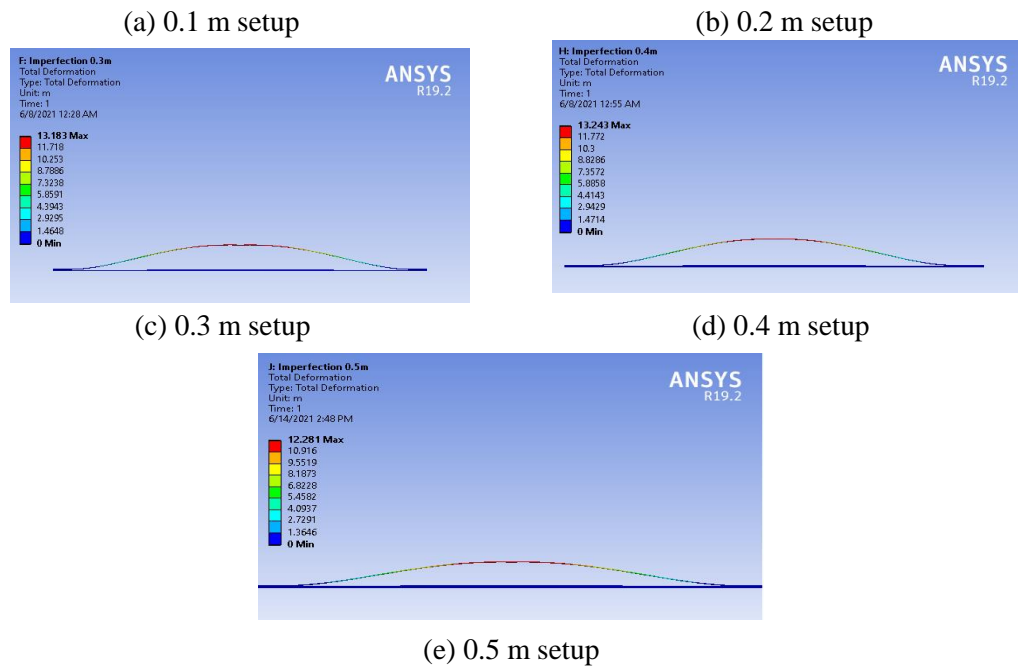 (a) 0.1 m setup
(b) 0.2 m setup
F: Imperfection 0.3m
Total Deformation
Type: Total Deformation
Unit: m
Time: 1
6/8/2021 12:28 AM
ANSYS
R19.2
13.183 Max
11.718
10.253
8.7886
7.3238
5.8591
4.3943
2.9295
1.4648
0 Min
H: Imperfection 0.4m
Total Deformation
Type: Total Deformation
Unit: m
Time: 1
6/8/2021 12:55 AM
ANSYS
R19.2
13.243 Max
11.772
10.3
8.8286
7.3572
5.8858
4.4143
2.9429
1.4714
0 Min
(c) 0.3 m setup
(d) 0.4 m setup
J: Imperfection 0.5m
Total Deformation
Type: Total Deformation
Unit: m
Time: 1
6/14/2021 2:48 PM
ANSYS
R19.2
12.281 Max
10.916
9.5519
8.1873
6.8228
5.4582
4.0937
2.7291
1.3646
0 Min
(e) 0.5 m setup